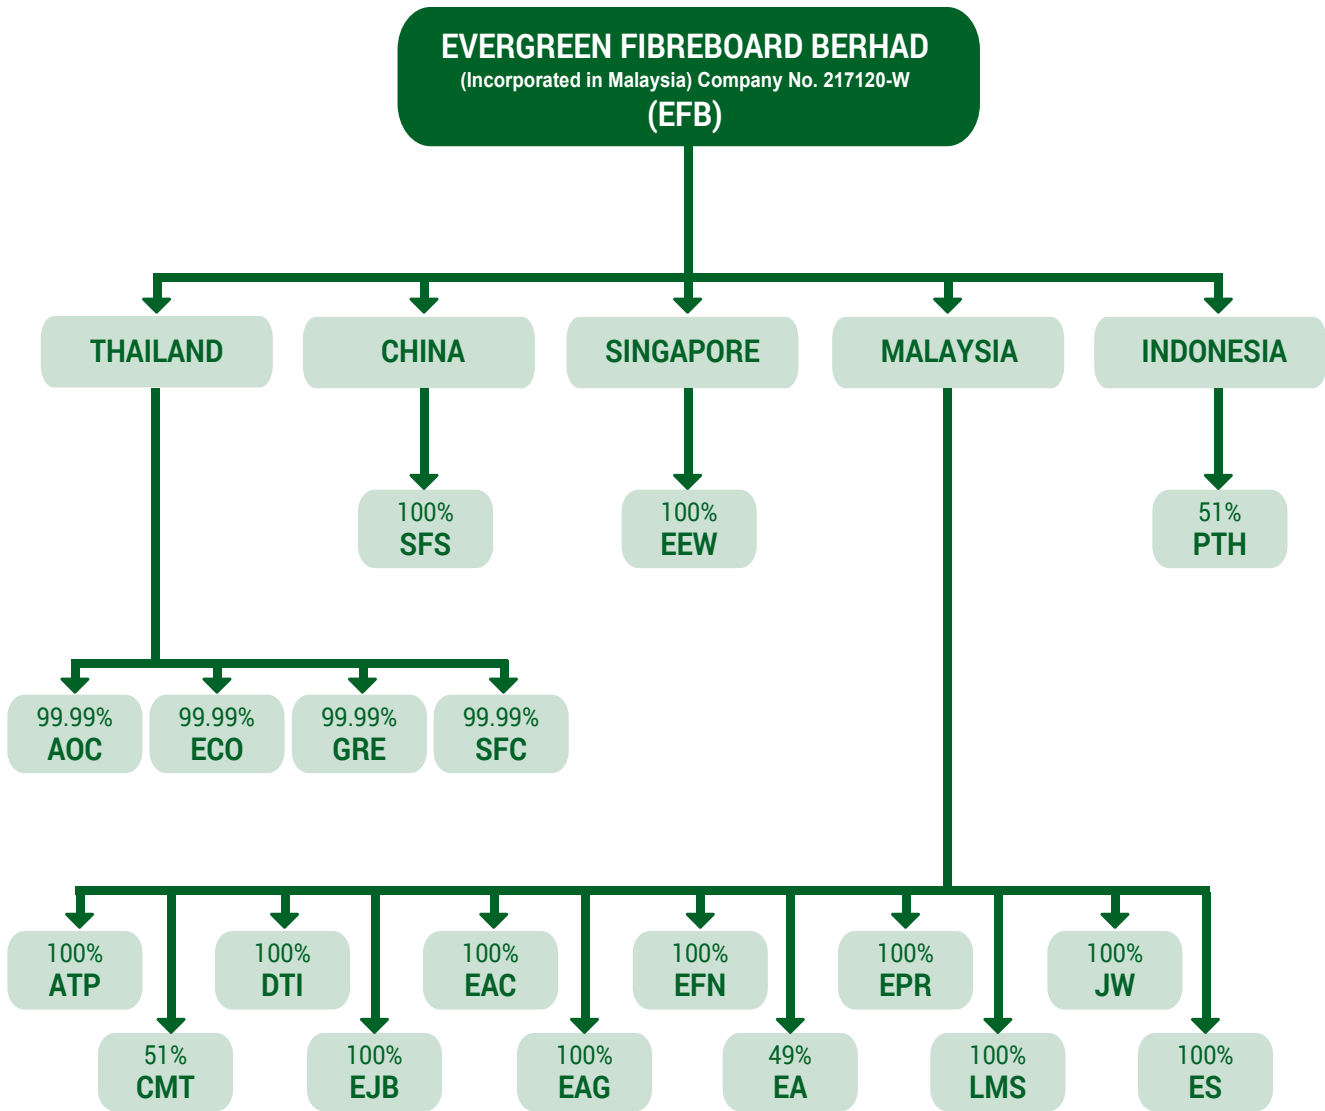 EVERGREEN FIBREBOARD BERHAD
(Incorporated in Malaysia) Company No. 217120-W
(EFB)
THAILAND
CHINA
SINGAPORE
MALAYSIA
INDONESIA
100%
SFS
100%
EEW
51%
PTH
99.99%
AOC
99.99%
ECO
99.99%
GRE
99.99%
SFC
100%
ATP
100%
DTI
100%
EAC
100%
EFN
100%
EPR
100%
JW
51%
CMT
100%
EJB
100%
EAG
49%
EA
100%
LMS
100%
ES